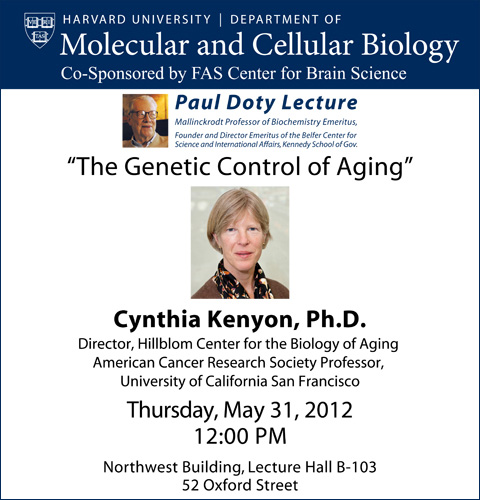 HARVARD UNIVERSITY | DEPARTMENT OF
Molecular and Cellular Biology
Co-Sponsored by FAS Center for Brain Science
Paul Doty Lecture
Mallinckrodt Professor of Biochemistry Emeritus,
Founder and Director Emeritus of the Belfer Center for
Science and International Affairs, Kennedy School of Gov.
“The Genetic Control of Aging”
Cynthia Kenyon, Ph.D.
Director, Hillblom Center for the Biology of Aging
American Cancer Research Society Professor,
University of California San Francisco
Thursday, May 31, 2012
12:00 PM
Northwest Building, Lecture Hall B-103
52 Oxford Street